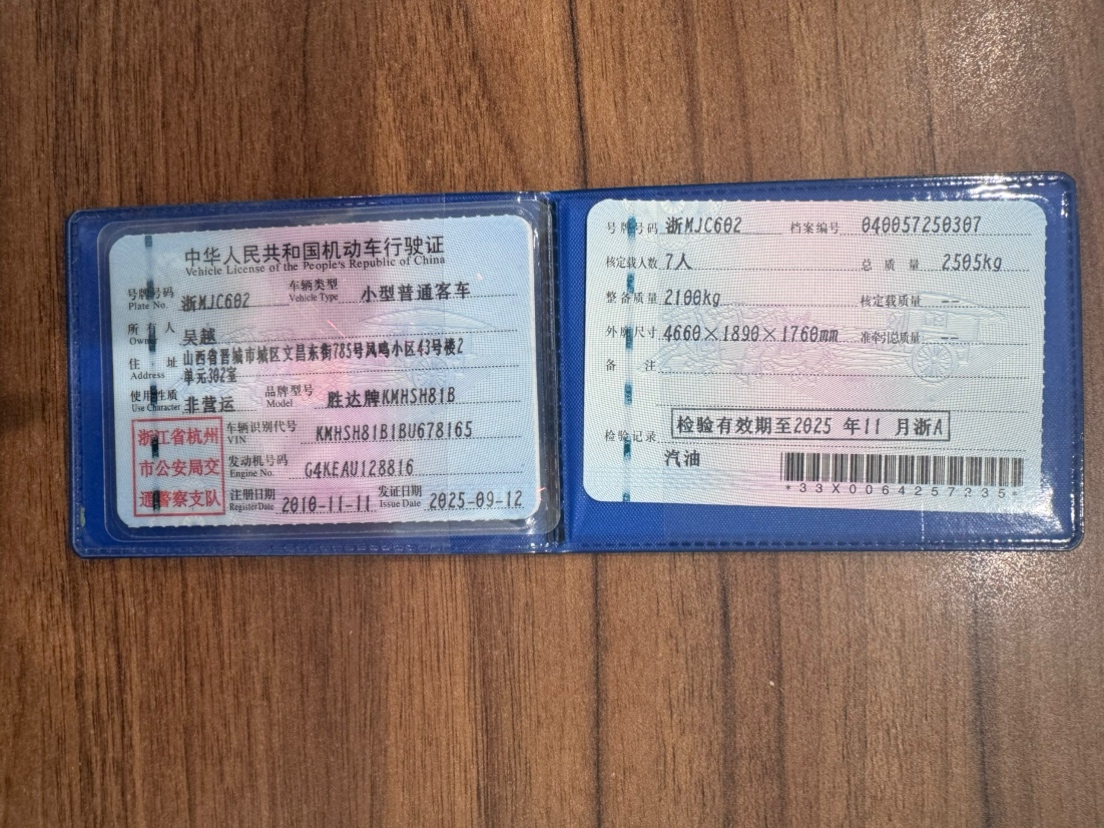 中华人民共和国机动车行驶证
Vehicle License of the People's Republic of China
号牌号码 Plate No. 浙MJC602 车辆类型 Vehicle Type 小型普通客车
所有人 Owner 吴越
住址 Address 山西省晋城市城区文昌东街785号凤鸣小区43号楼2
单元302室
使用性质 Use Character 非营运 品牌型号 Model 胜达牌KMHSH81B
浙江省杭州
市公安局交
通警察支队
车辆识别代号 VIN KMHSH81B1BU678165
发动机号码 Engine No. G4KEAU128816
注册日期 Register Date 2010-11-11 发证日期 Issue Date 2025-09-12
号牌号码 浙MJC602 档案编号 040057250307
核定载人数 7人 总质量 2505kg
整备质量 2100kg 核定载质量 --
外廓尺寸 4660×1890×1760mm 准牵引总质量 --
备注
检验记录 检验有效期至2025 年11 月浙A
汽油
*33X0064257235*